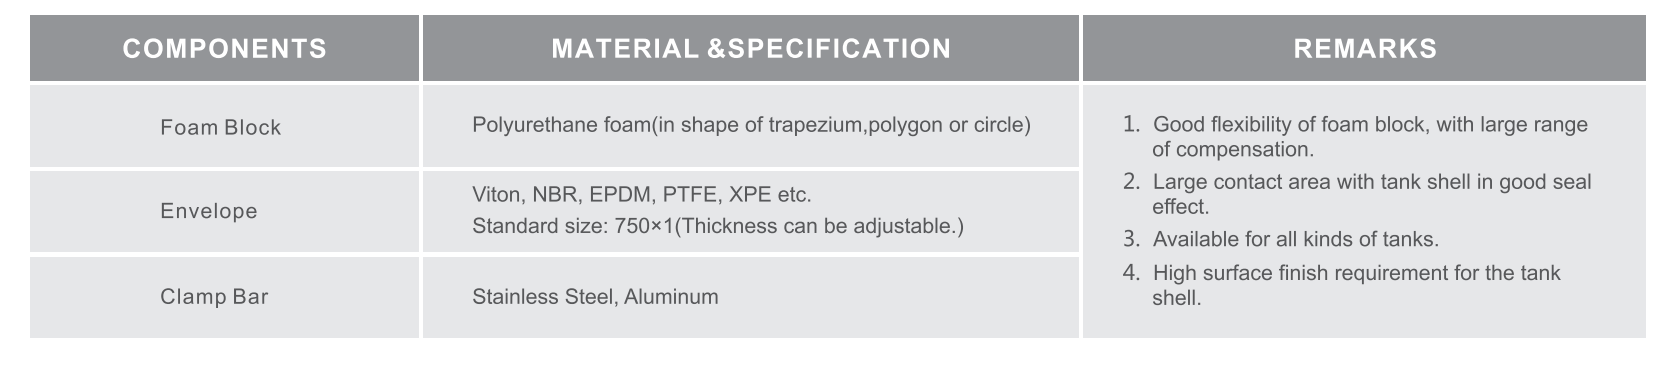 COMPONENTS
MATERIAL &SPECIFICATION
REMARKS
Foam Block
Polyurethane foam(in shape of trapezium,polygon or circle)
Envelope
Viton, NBR, EPDM, PTFE, XPE etc.
Standard size: 750×1(Thickness can be adjustable.)
Clamp Bar
Stainless Steel, Aluminum
1. Good flexibility of foam block, with large range
of compensation.
2. Large contact area with tank shell in good seal
effect.
3. Available for all kinds of tanks.
4. High surface finish requirement for the tank
shell.